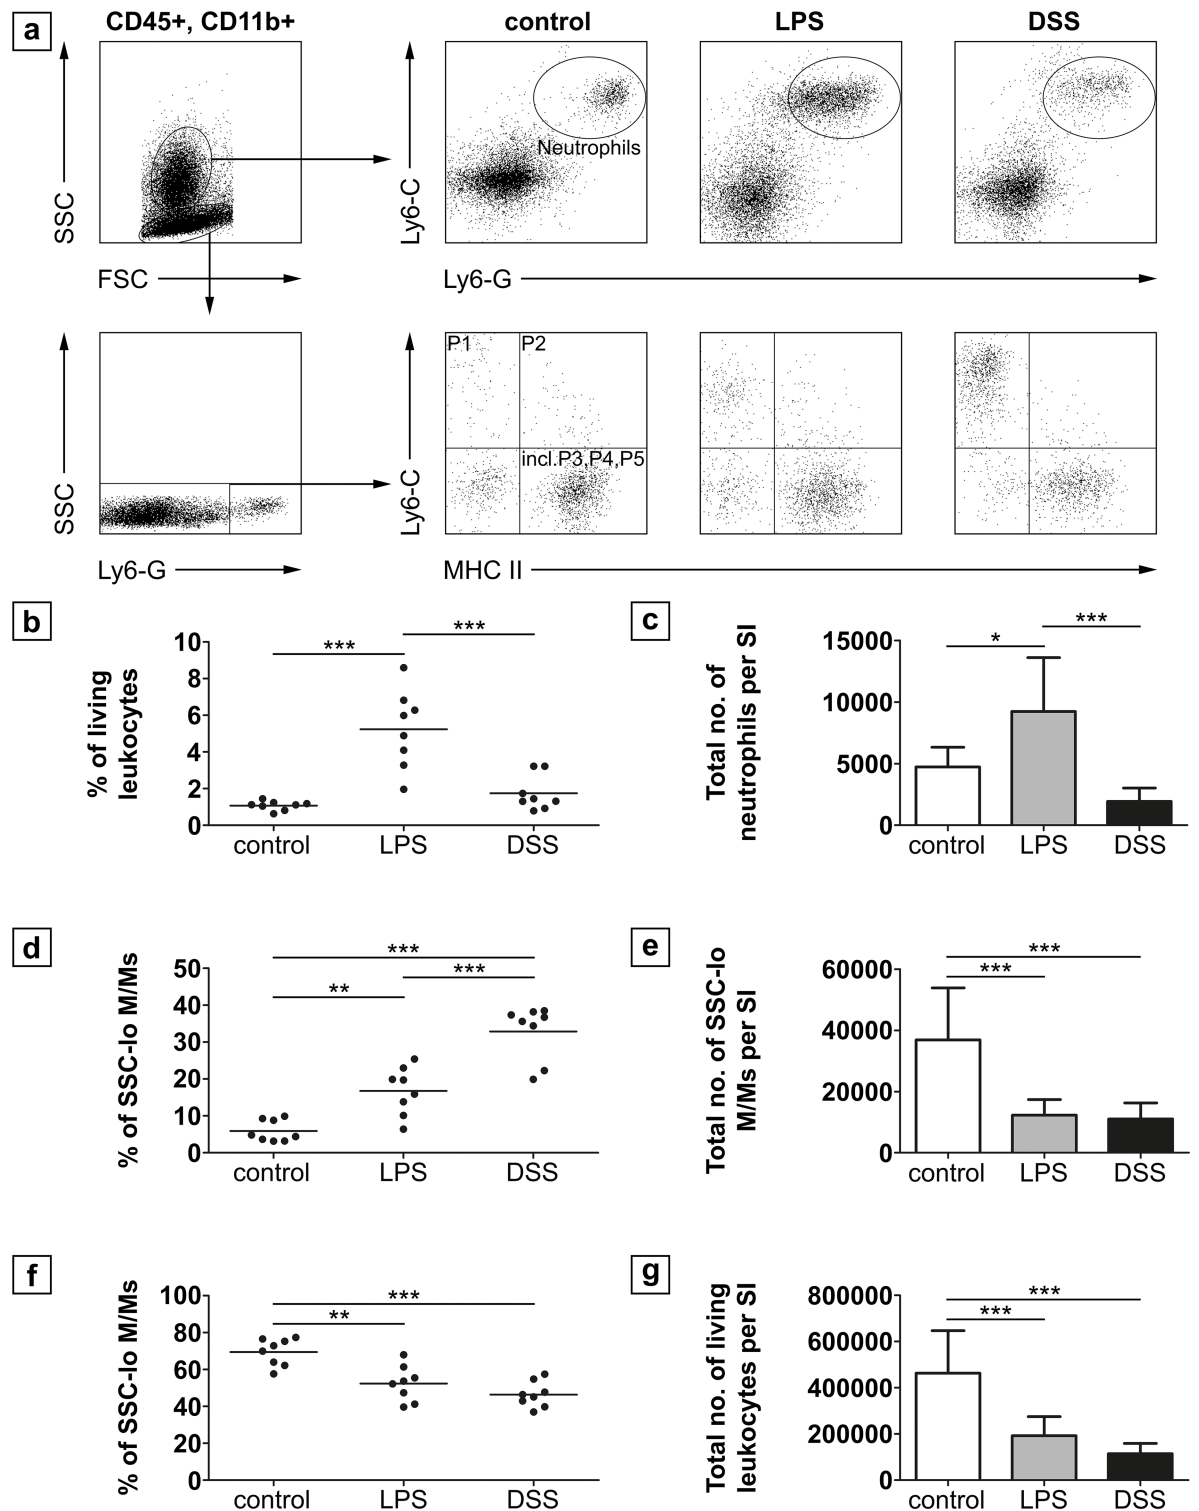 a
CD45+, CD11b+
control
LPS
DSS
SSC
FSC
Ly6-C
Neutrophils
Ly6-G
SSC
Ly6-G
Ly6-C
P1
P2
incl.P3,P4,P5
MHC II
b
% of living
leukocytes
10
8
6
4
2
0
***
***
control
LPS
DSS
c
Total no. of
neutrophils per SI
15000
10000
5000
0
*
***
control
LPS
DSS
d
% of SSC-lo M/Ms
50
40
30
20
10
0
***
***
**
control
LPS
DSS
e
Total no. of SSC-lo
M/Ms per SI
60000
40000
20000
0
***
***
control
LPS
DSS
f
% of SSC-lo M/Ms
100
80
60
40
20
0
***
**
control
LPS
DSS
g
Total no. of living
leukocytes per SI
800000
600000
400000
200000
0
***
***
control
LPS
DSS